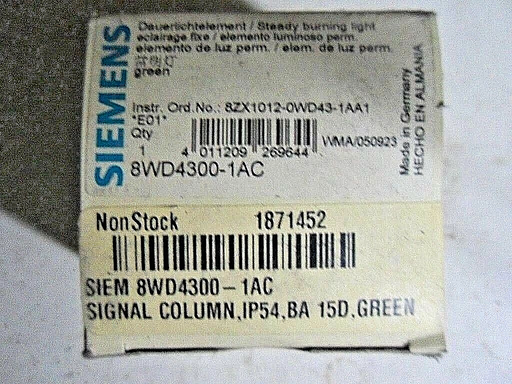 SIEMENS
Dauerlichtelement / Steady burning light
eclairage fixe / elemento luminoso perm.
elemento de luz perm. / elem. de luz perm.
green
Instr. Ord.No.: 8ZX1012-0WD43-1AA1
"E01"
Qty
1
4 011209 269644
WMA/050923
8WD4300-1AC
Made in Germany
HECHO EN ALMANIA
NonStock 1871452
SIEM 8WD4300-1AC
SIGNAL COLUMN,IP54,BA 15D,GREEN